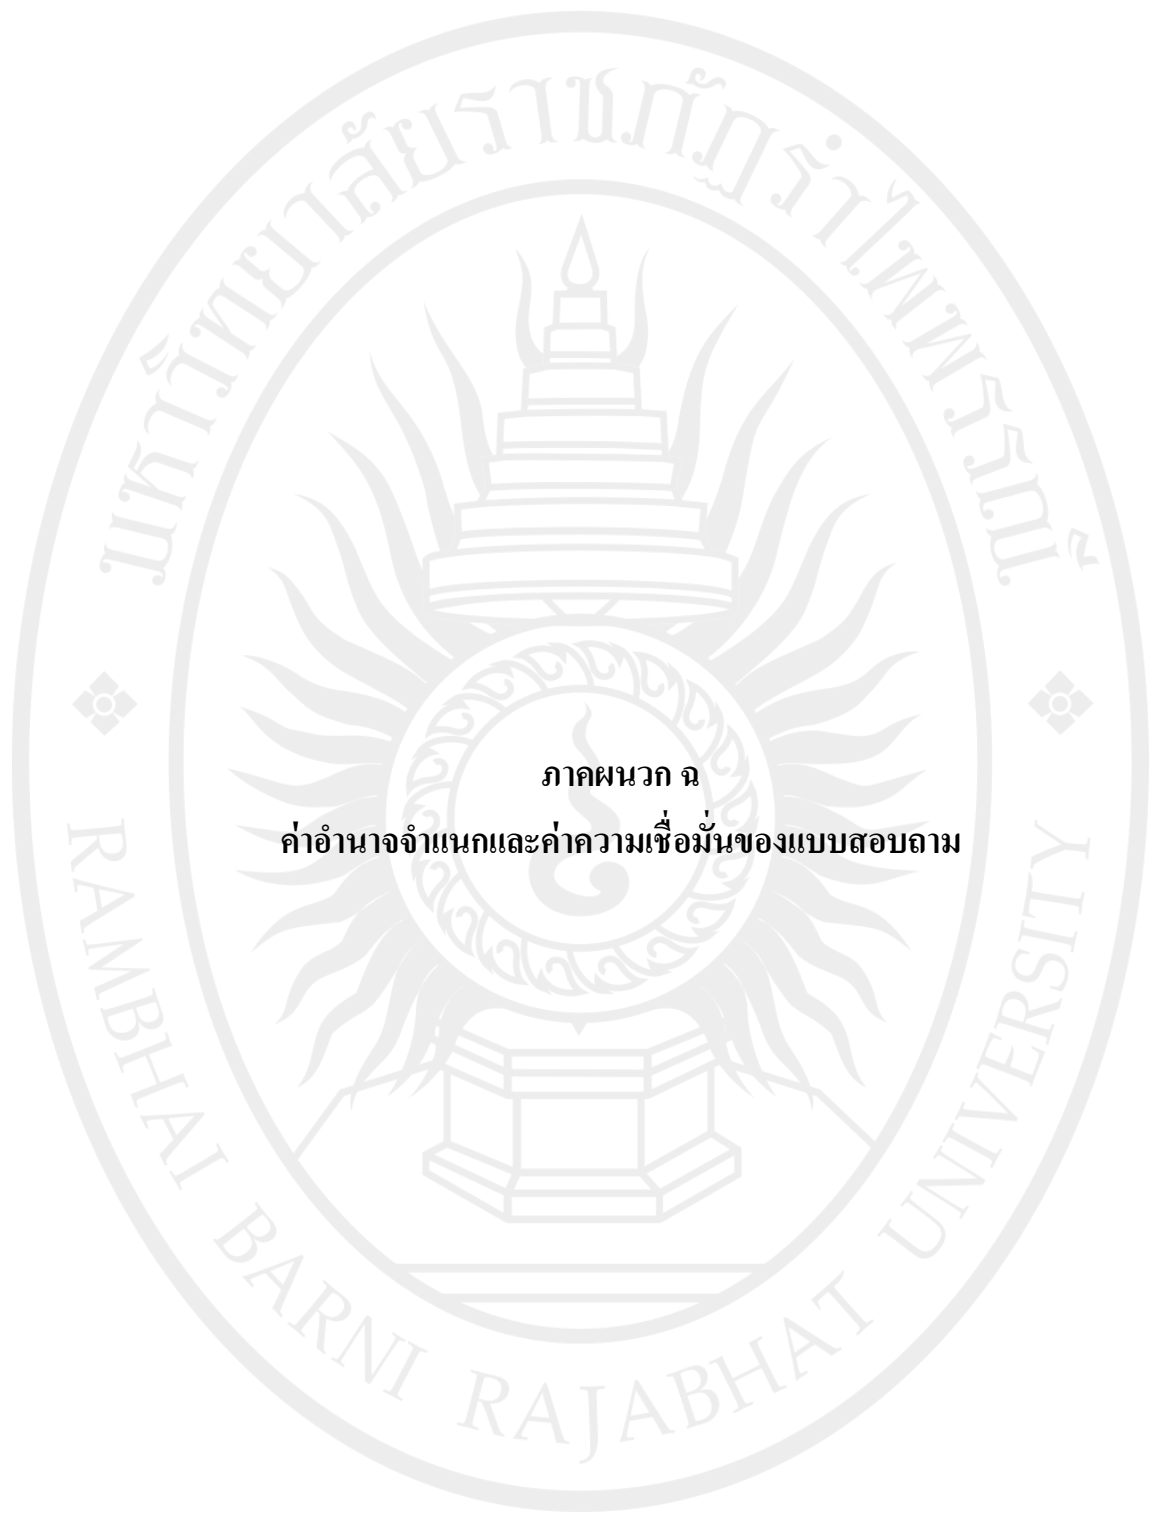 มหาวิทยาลัยราชภัฏรำไพพรรณี
ภาคผนวก ฉ
ค่าอำนาจจำแนกและค่าความเชื่อมั่นของแบบสอบถาม
RAMBHAI BARNI RAJABHAT UNIVERSITY